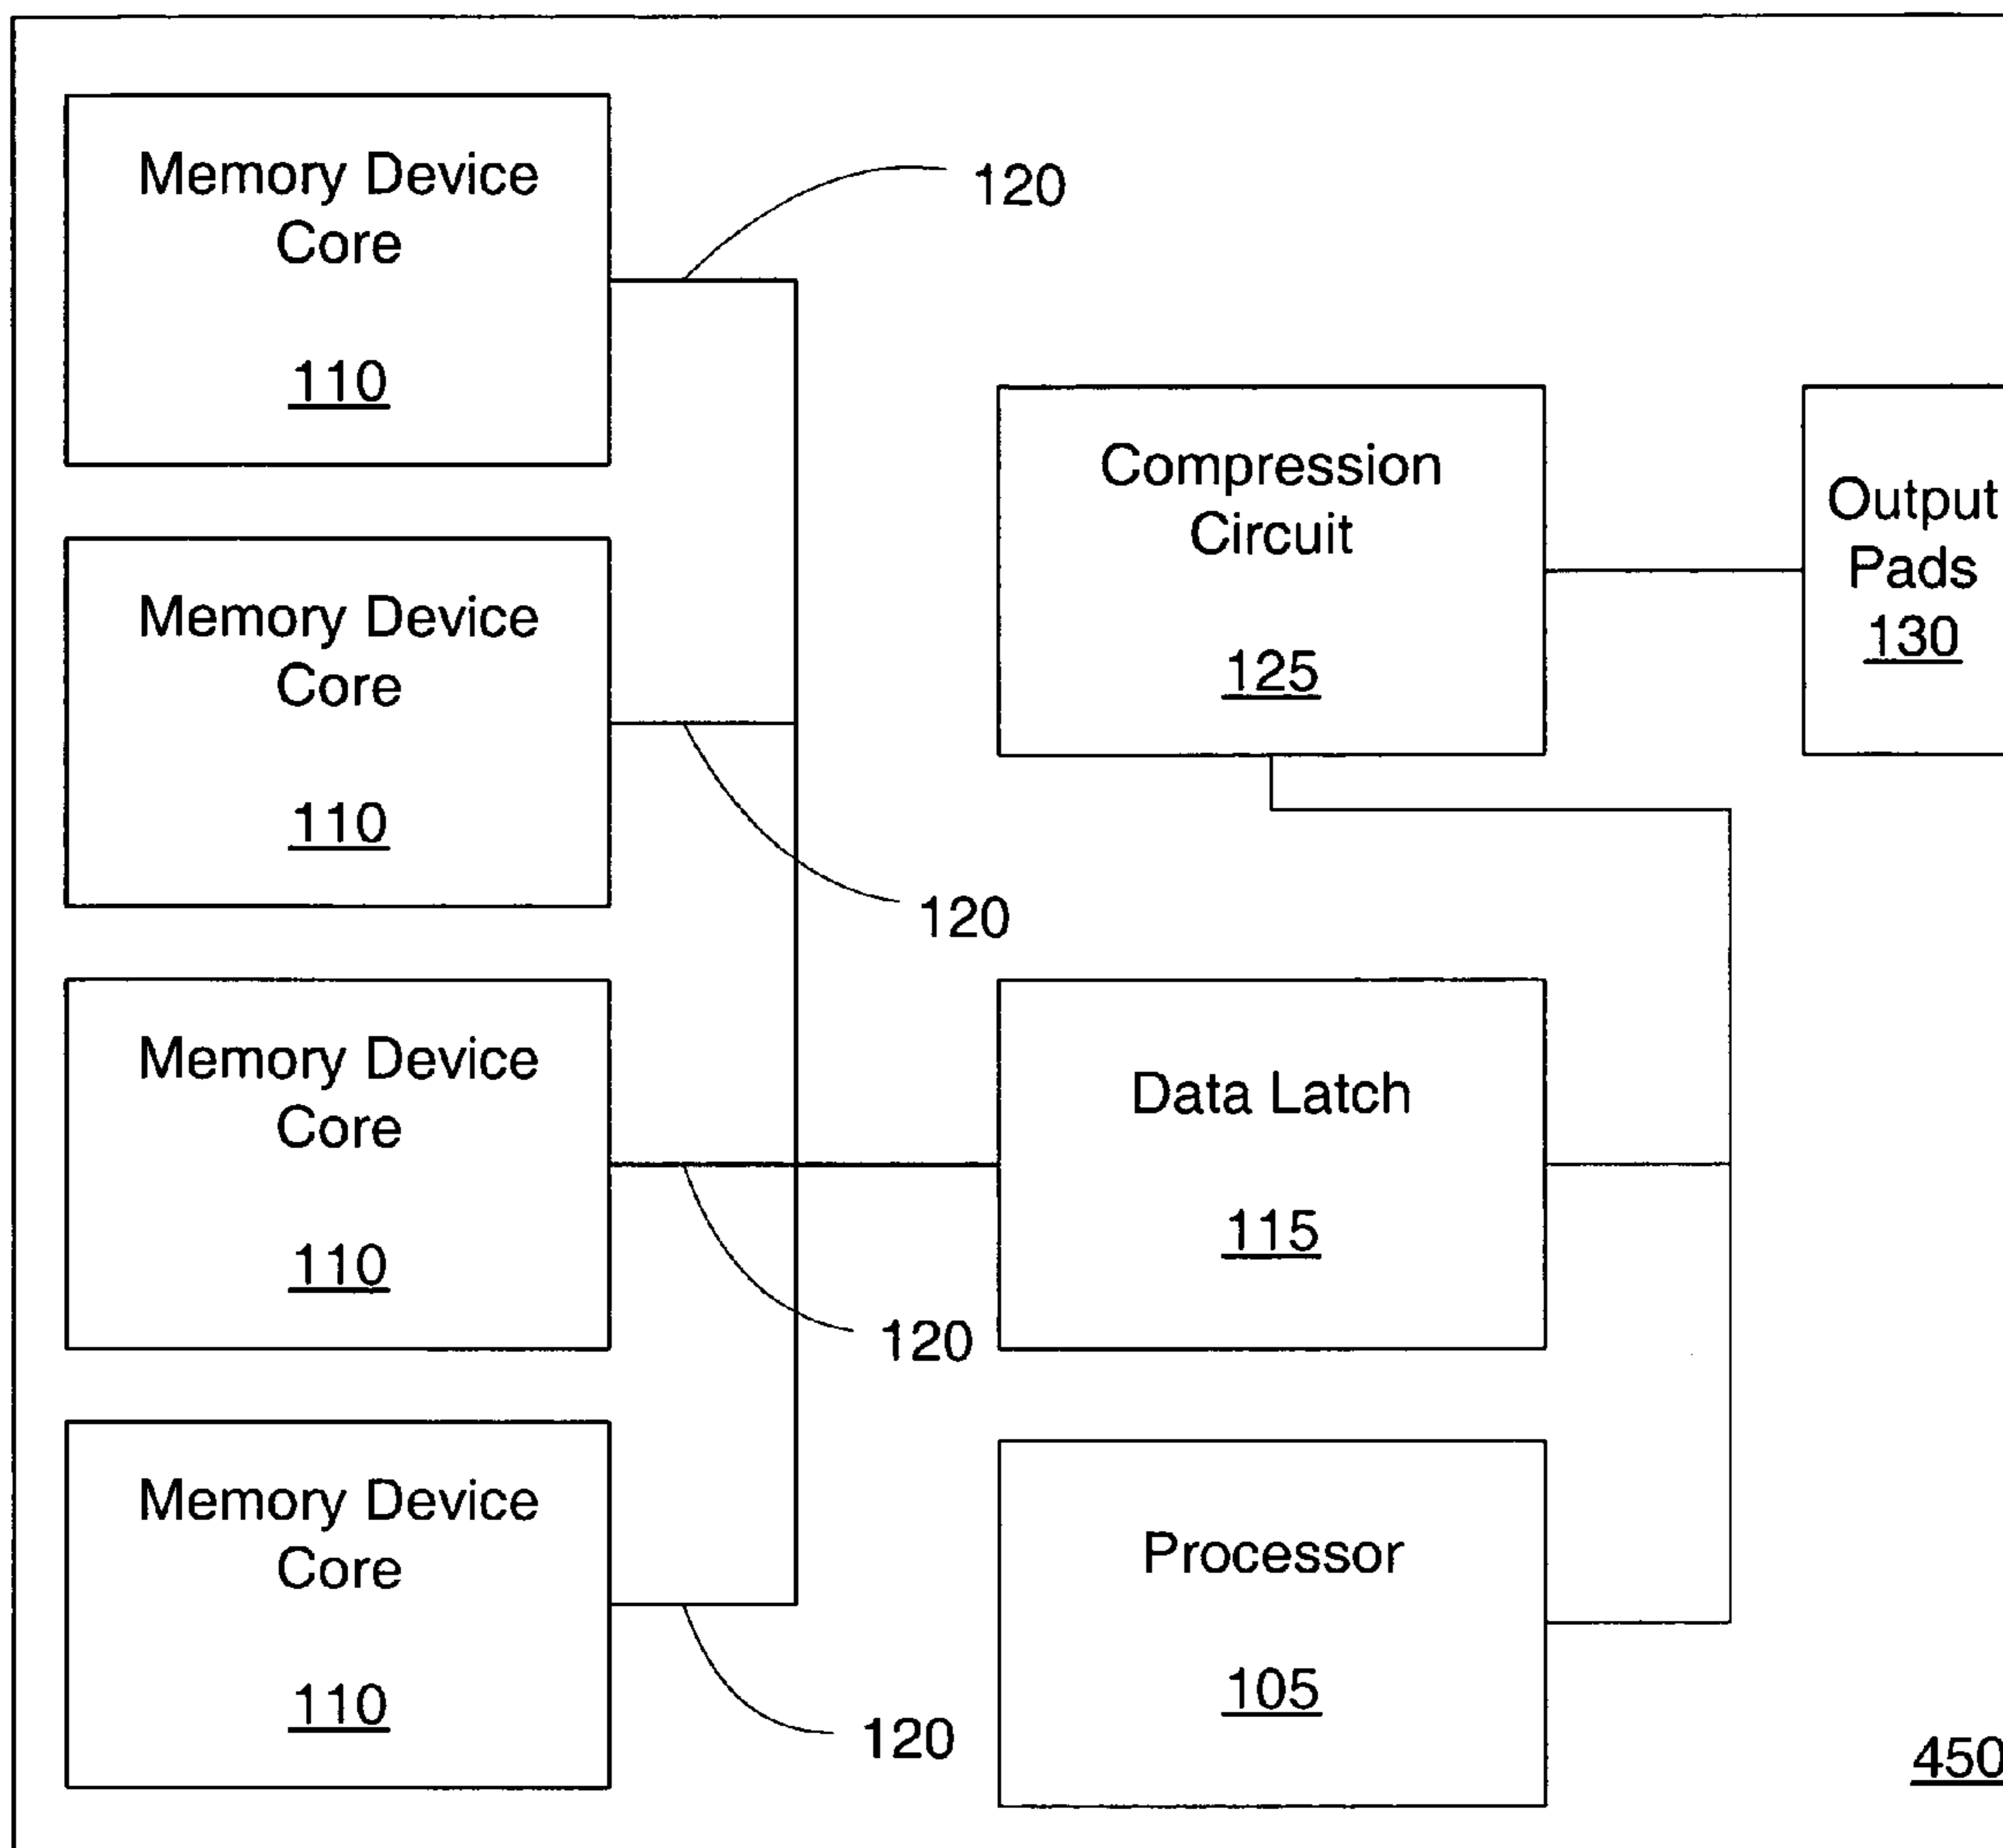 Memory Device
Core
110
120
Memory Device
Core
110
120
Memory Device
Core
110
120
Memory Device
Core
110
120
Compression
Circuit
125
Output
Pads
130
Data Latch
115
Processor
105
450